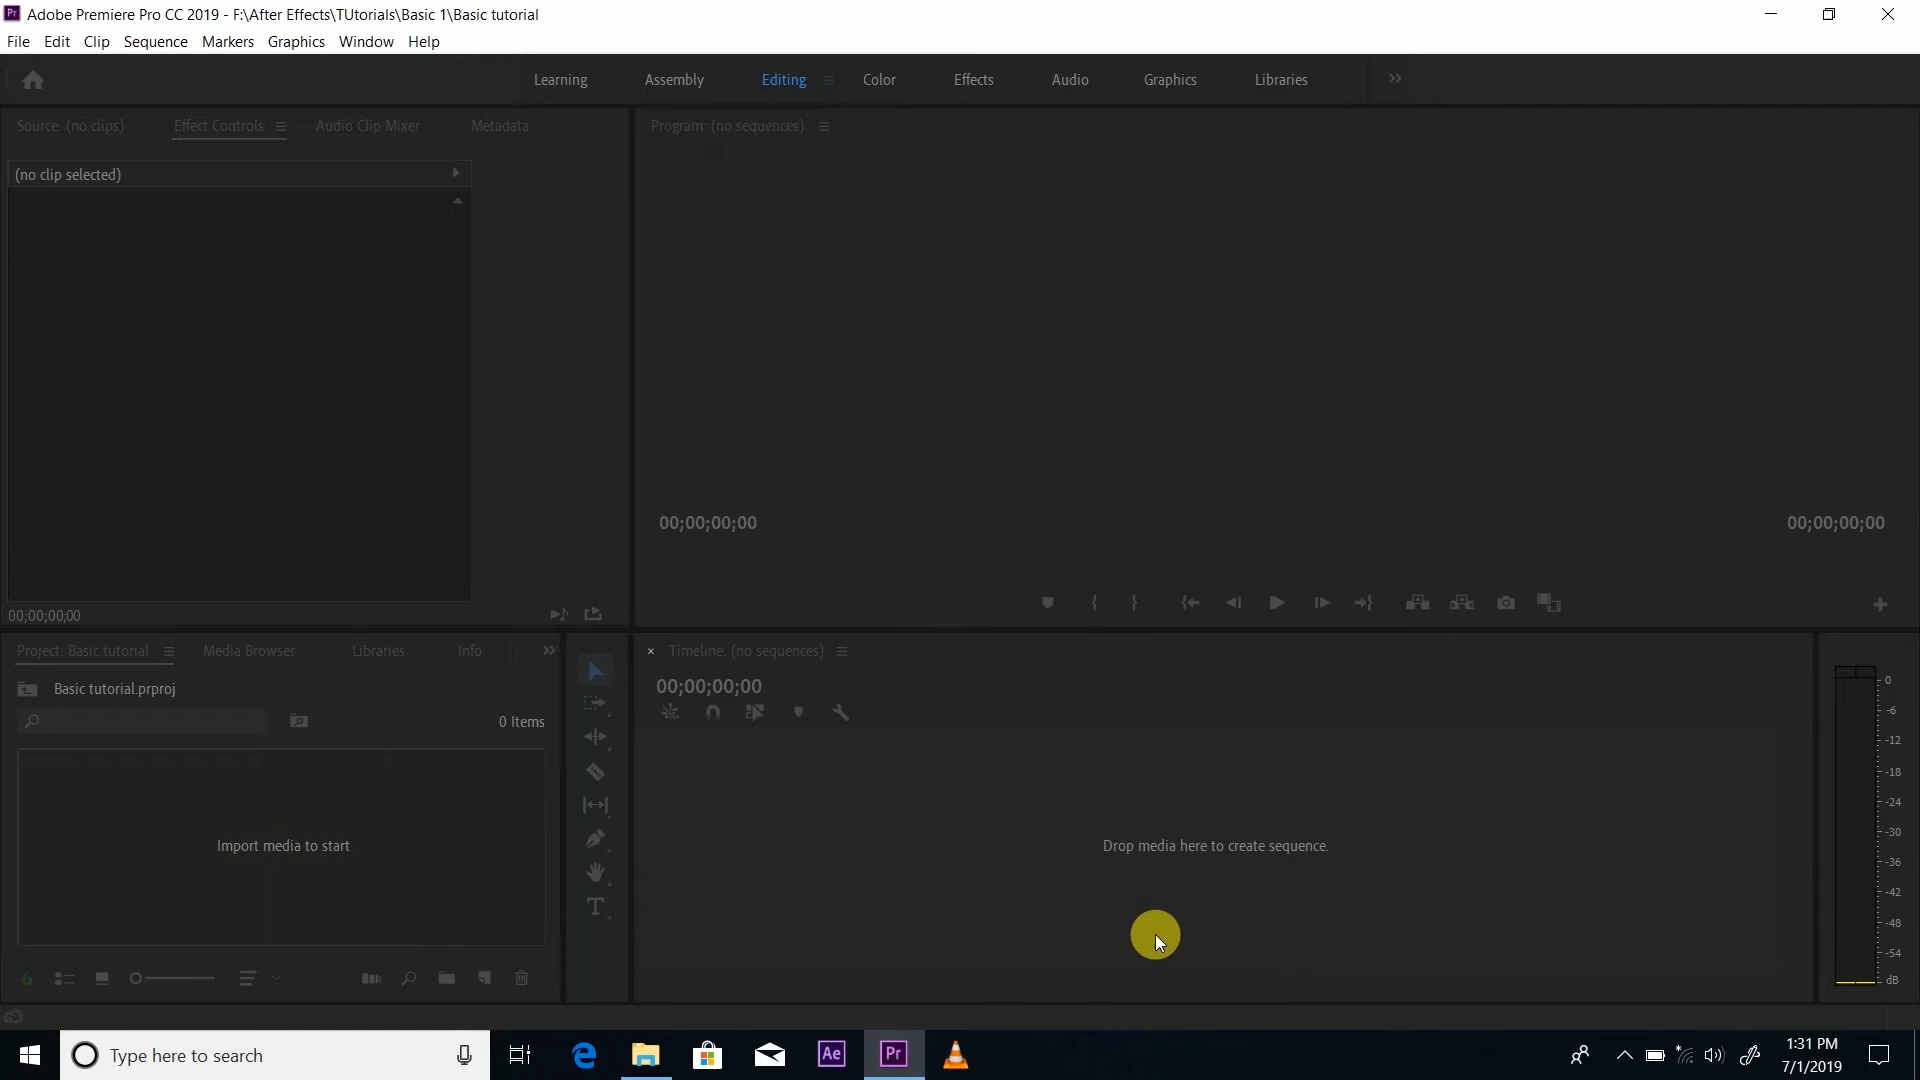 Pr Adobe Premiere Pro CC 2019 - F:\After Effects\TUtorials\Basic 1\Basic tutorial
File Edit Clip Sequence Markers Graphics Window Help
Learning Assembly Editing Color Effects Audio Graphics Libraries
Source: (no clips) Effect Controls Audio Clip Mixer Metadata
(no clip selected)
00;00;00;00
Program: (no sequences)
00;00;00;00 00;00;00;00
Project: Basic tutorial Media Browser Libraries Info
Basic tutorial.prproj
0 Items
Import media to start
T
× Timeline: (no sequences)
00;00;00;00
Drop media here to create sequence.
0
-6
-12
-18
-24
-30
-36
-42
-48
-54
dB
Type here to search
Ae
Pr
1:31 PM
7/1/2019